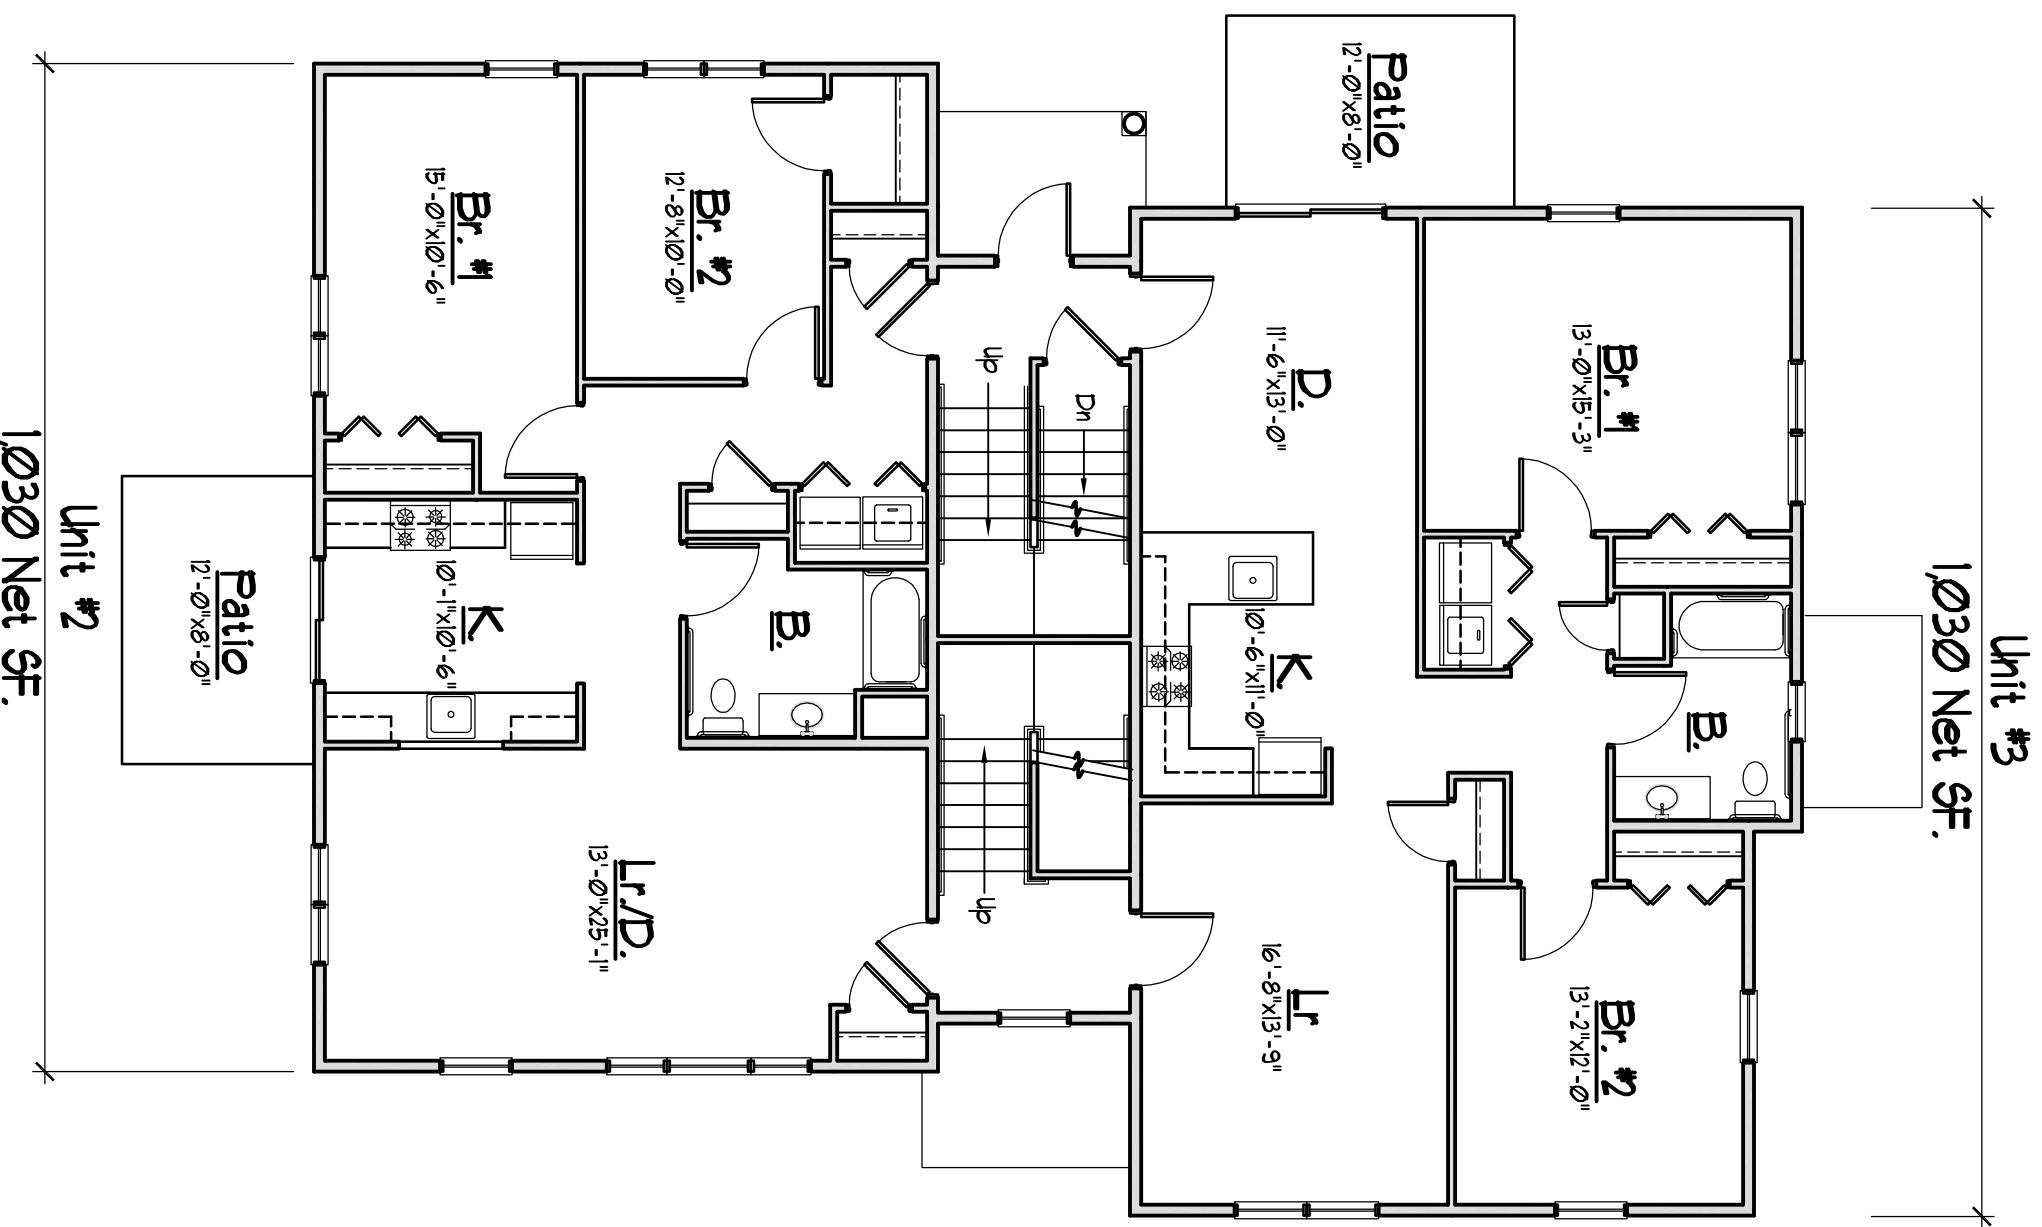 Patio
12'-0"x8'-0"
Br. #1
15'-0"x10'-6"
Br. #2
12'-8"x10'-0"
Up
Dn
D.
11'-6"x13'-0"
Br. #1
13'-0"x15'-3"
Unit #3
1,030 Net SF.
Unit #2
1,030 Net SF.
Patio
12'-0"x8'-0"
K.
10'-1"x10'-6"
B.
K.
10'-6"x11'-0"
B.
Lr./D.
13'-0"x25'-1"
Up
Lr
16'-8"x13'-9"
Br. #2
13'-2"x12'-0"